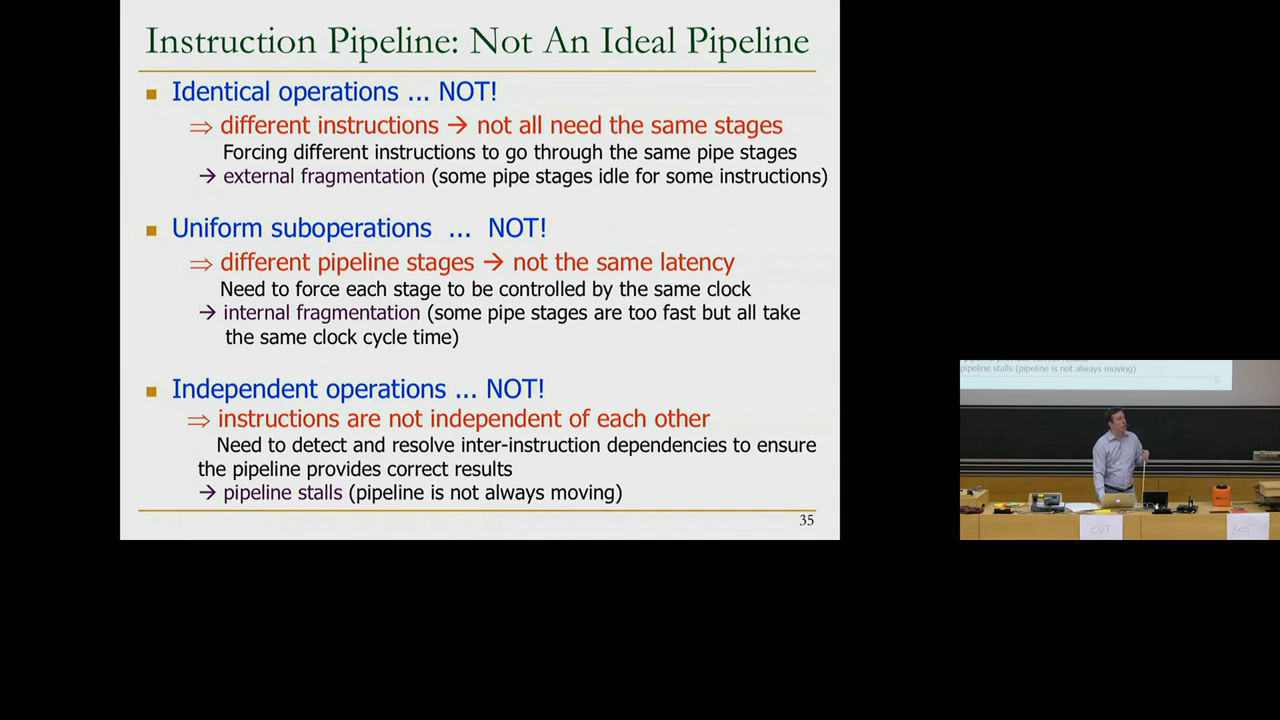 Instruction Pipeline: Not An Ideal Pipeline
■ Identical operations ... NOT!
⇒ different instructions → not all need the same stages
Forcing different instructions to go through the same pipe stages
→ external fragmentation (some pipe stages idle for some instructions)
■ Uniform suboperations ... NOT!
⇒ different pipeline stages → not the same latency
Need to force each stage to be controlled by the same clock
→ internal fragmentation (some pipe stages are too fast but all take
the same clock cycle time)
■ Independent operations ... NOT!
⇒ instructions are not independent of each other
Need to detect and resolve inter-instruction dependencies to ensure
the pipeline provides correct results
→ pipeline stalls (pipeline is not always moving)
35
pipeline stalls (pipeline is not always moving)